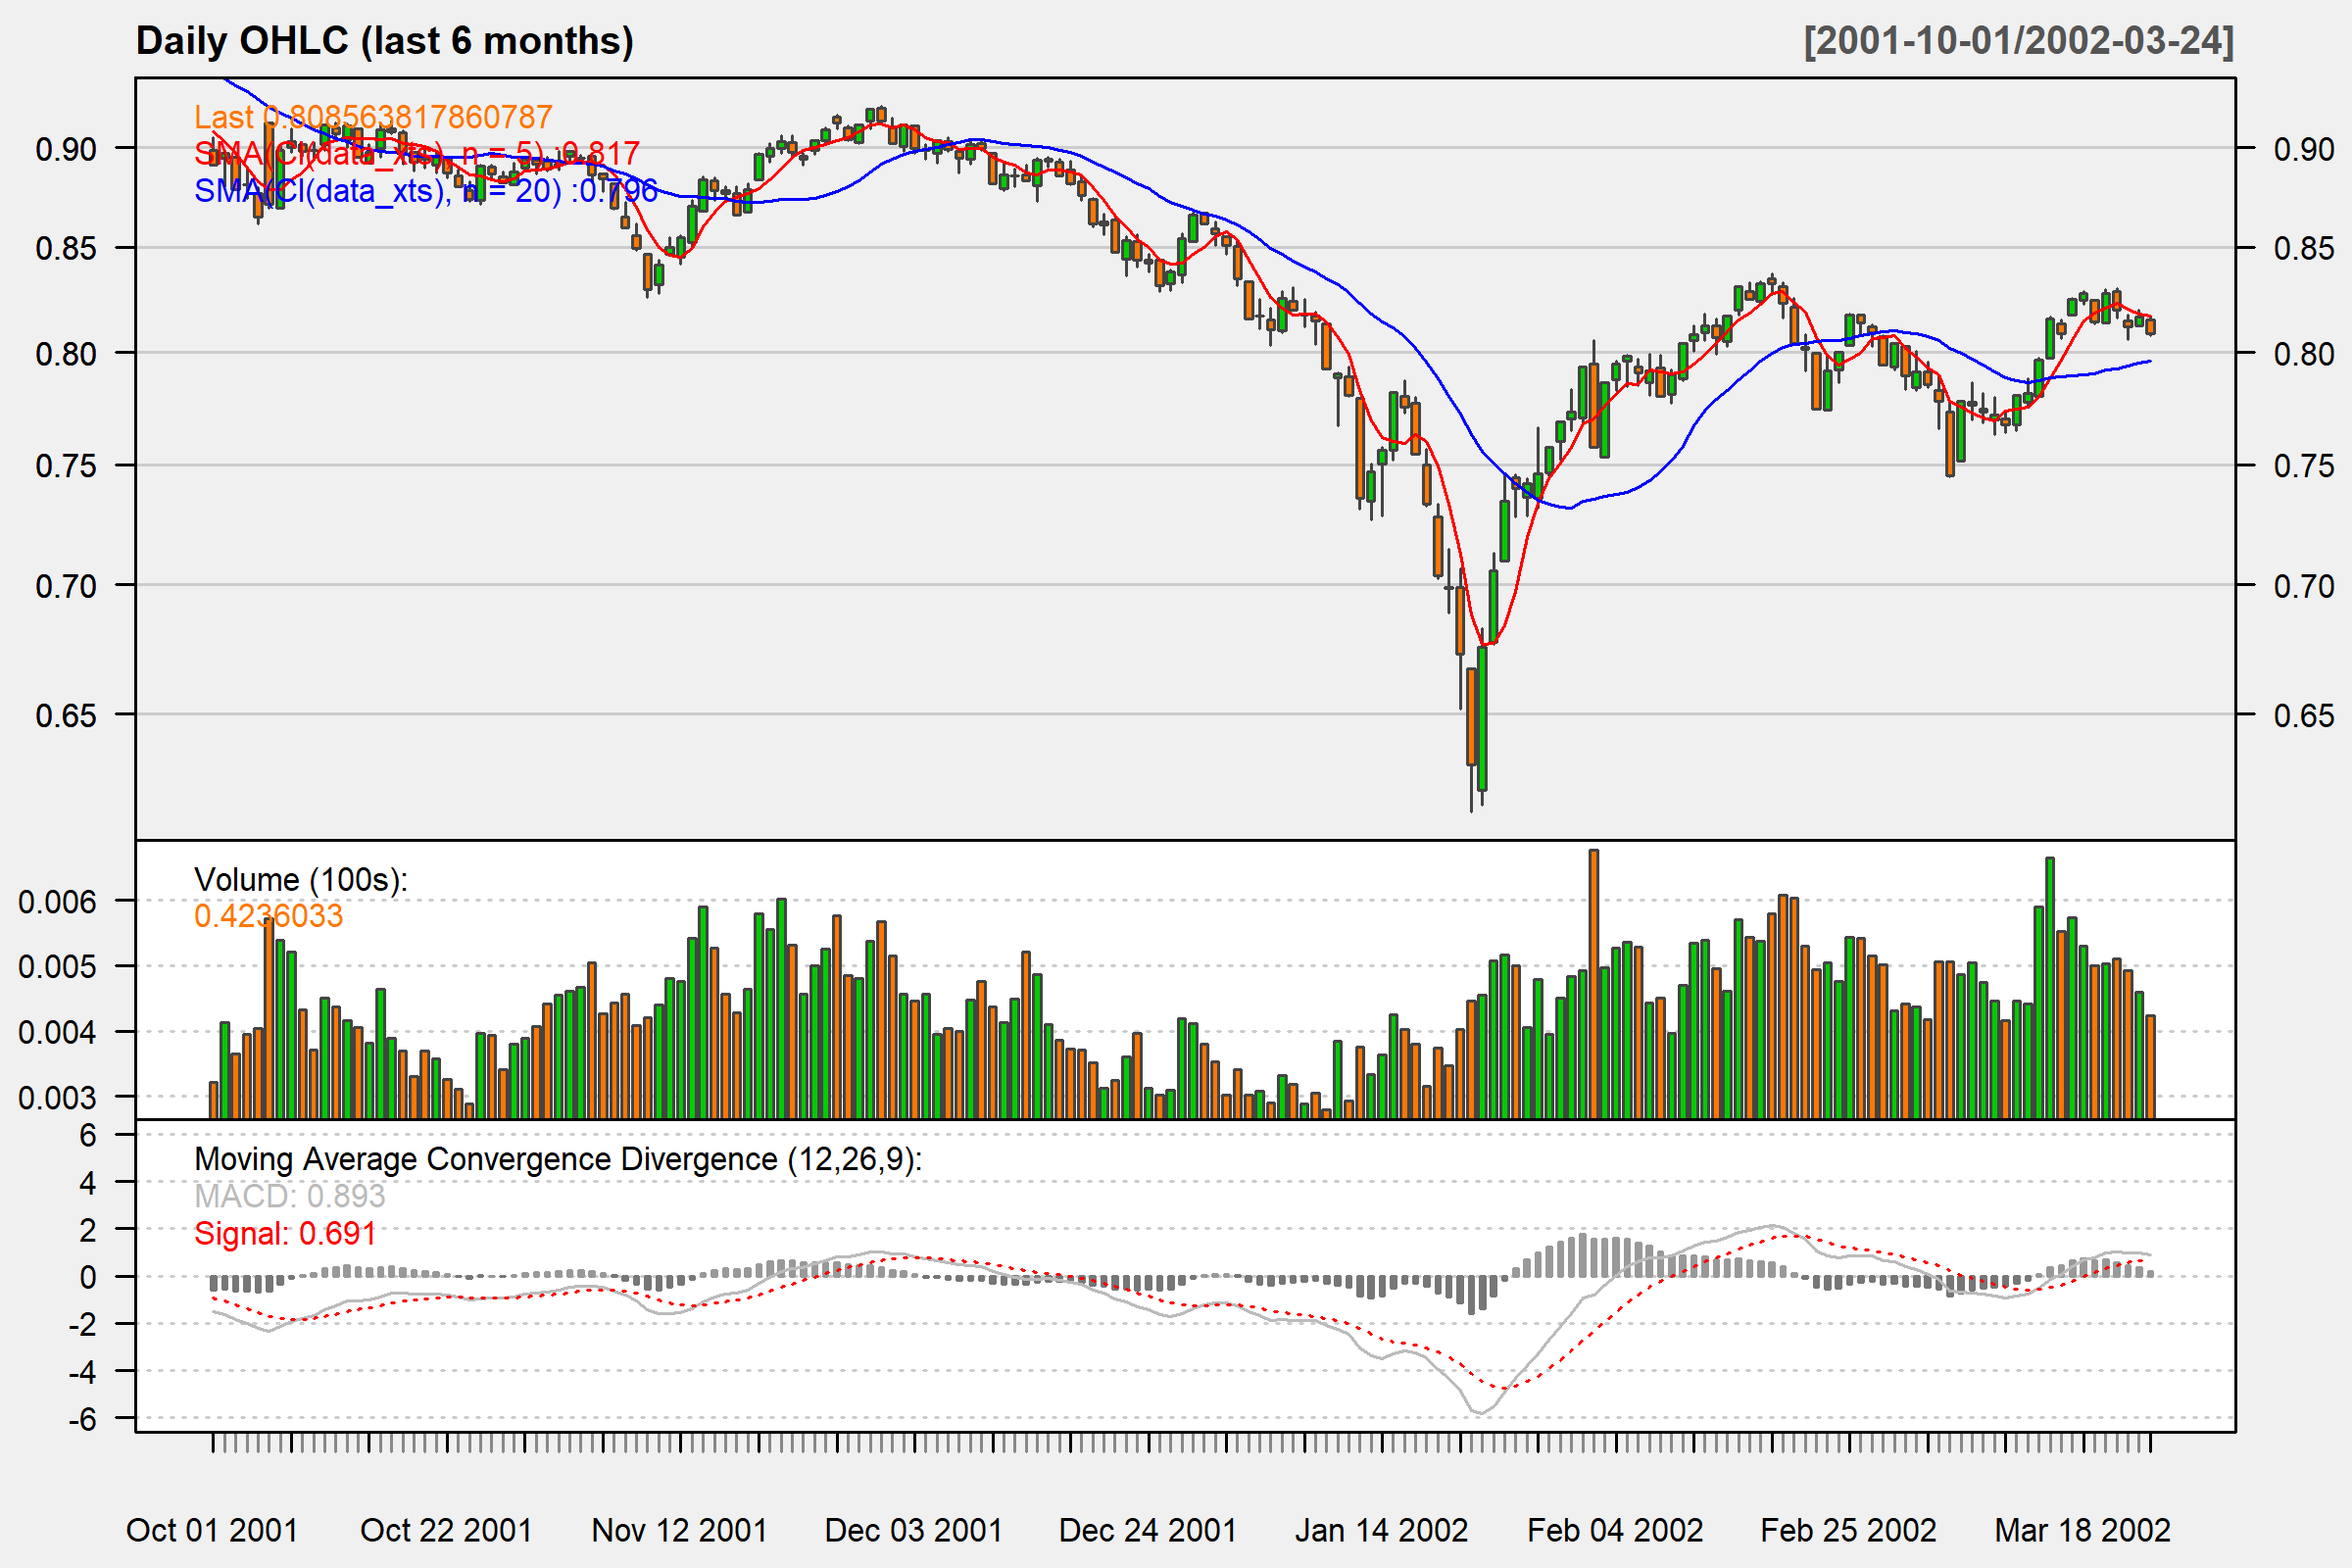 Daily OHLC (last 6 months) [2001-10-01/2002-03-24]
Last 0.808563817860787
SMA(Cl(data_xts), n = 5) :0.817
SMA(Cl(data_xts), n = 20) :0.796
0.90 0.90
0.85 0.85
0.80 0.80
0.75 0.75
0.70 0.70
0.65 0.65
Volume (100s):
0.4236033
0.006
0.005
0.004
0.003
Moving Average Convergence Divergence (12,26,9):
MACD: 0.893
Signal: 0.691
6
4
2
0
-2
-4
-6
Oct 01 2001 Oct 22 2001 Nov 12 2001 Dec 03 2001 Dec 24 2001 Jan 14 2002 Feb 04 2002 Feb 25 2002 Mar 18 2002